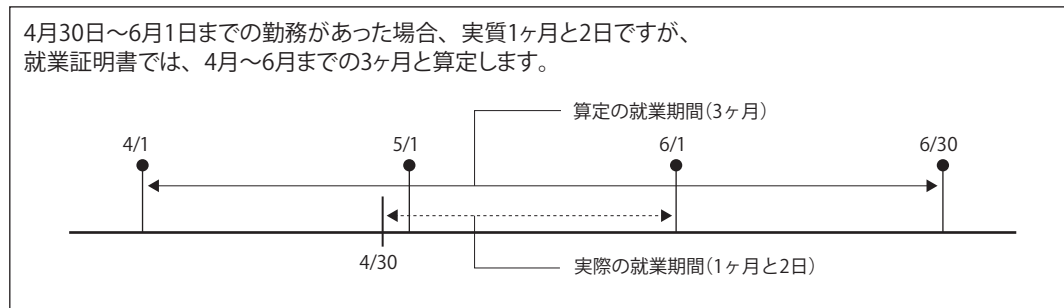 4月30日～6月1日までの勤務があった場合、実質1ヶ月と2日ですが、
就業証明書では、4月～6月までの3ヶ月と算定します。
算定の就業期間(3ヶ月)
4/1
5/1
6/1
6/30
4/30
実際の就業期間(1ヶ月と2日)